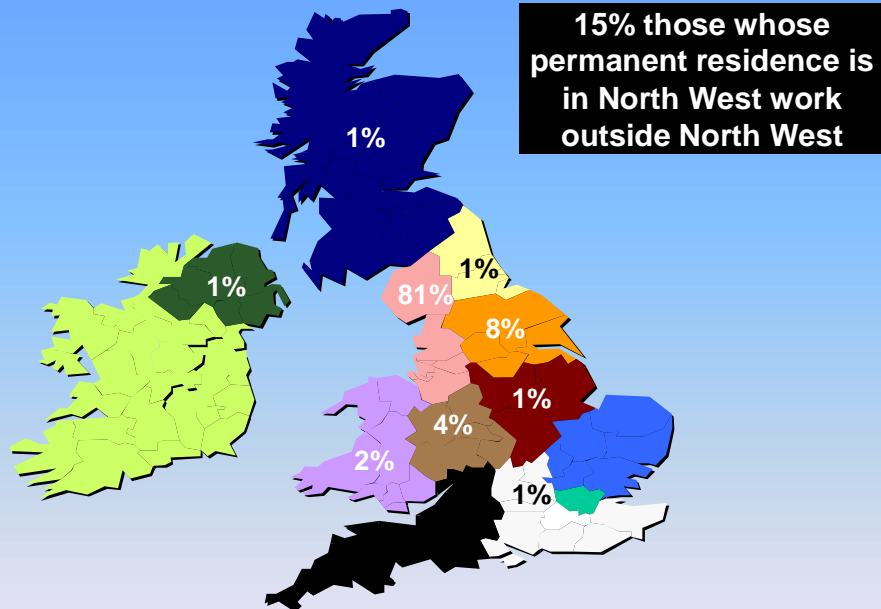 15% those whose
permanent residence is
in North West work
outside North West
1%
1%
1%
81%
8%
1%
4%
2%
1%